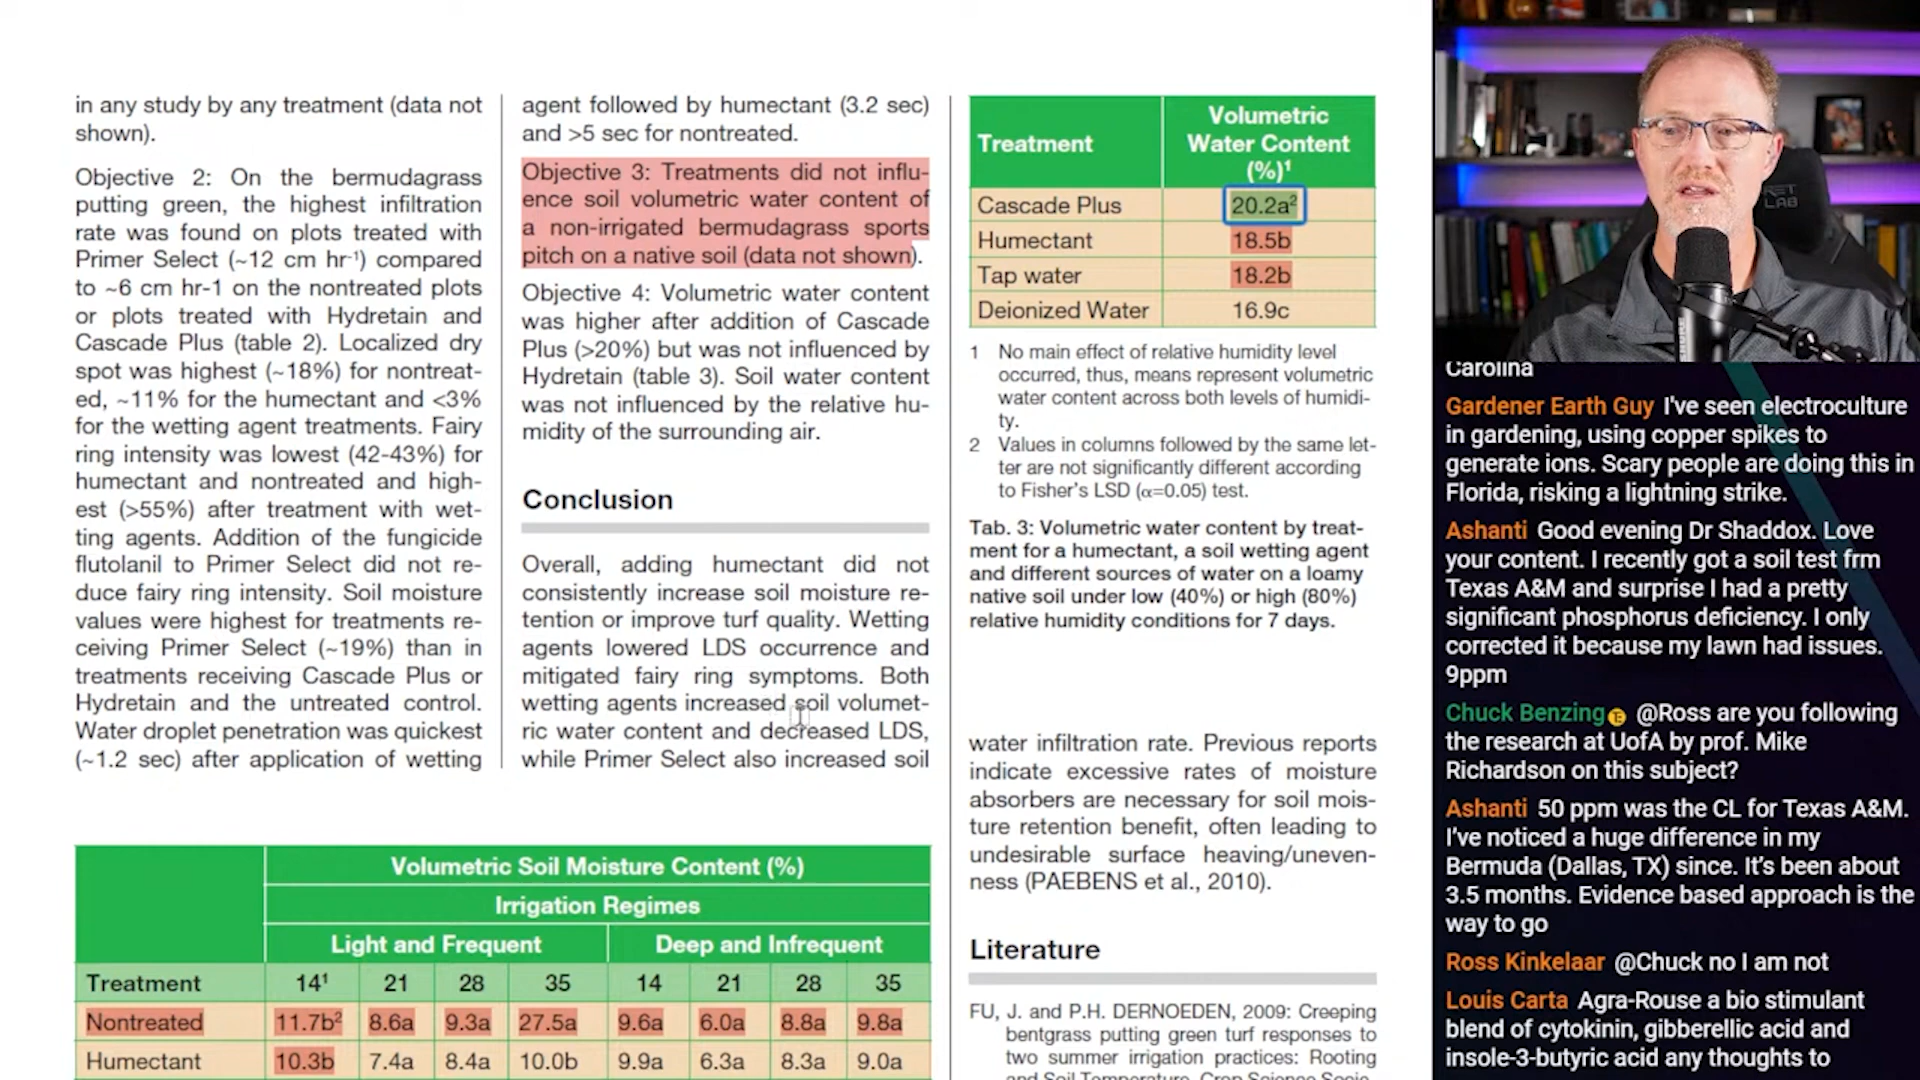 in any study by any treatment (data not
shown).
Objective 2: On the bermudagrass
putting green, the highest infiltration
rate was found on plots treated with
Primer Select (~12 cm hr-1) compared
to ~6 cm hr-1 on the nontreated plots
or plots treated with Hydretain and
Cascade Plus (table 2). Localized dry
spot was highest (~18%) for nontreat-
ed, ~11% for the humectant and <3%
for the wetting agent treatments. Fairy
ring intensity was lowest (42-43%) for
humectant and nontreated and high-
est (>55%) after treatment with wet-
ting agents. Addition of the fungicide
flutolanil to Primer Select did not re-
duce fairy ring intensity. Soil moisture
values were highest for treatments re-
ceiving Primer Select (~19%) than in
treatments receiving Cascade Plus or
Hydretain and the untreated control.
Water droplet penetration was quickest
(~1.2 sec) after application of wetting
agent followed by humectant (3.2 sec)
and >5 sec for nontreated.
Objective 3: Treatments did not influ-
ence soil volumetric water content of
a non-irrigated bermudagrass sports
pitch on a native soil (data not shown).
Objective 4: Volumetric water content
was higher after addition of Cascade
Plus (>20%) but was not influenced by
Hydretain (table 3). Soil water content
was not influenced by the relative hu-
midity of the surrounding air.
Conclusion
Overall, adding humectant did not
consistently increase soil moisture re-
tention or improve turf quality. Wetting
agents lowered LDS occurrence and
mitigated fairy ring symptoms. Both
wetting agents increased soil volumet-
ric water content and decreased LDS,
while Primer Select also increased soil
Treatment Volumetric Water Content (%)1
Cascade Plus 20.2a2
Humectant 18.5b
Tap water 18.2b
Deionized Water 16.9c
1 No main effect of relative humidity level
occurred, thus, means represent volumetric
water content across both levels of humidi-
ty.
2 Values in columns followed by the same let-
ter are not significantly different according
to Fisher's LSD (α=0.05) test.
Tab. 3: Volumetric water content by treat-
ment for a humectant, a soil wetting agent
and different sources of water on a loamy
native soil under low (40%) or high (80%)
relative humidity conditions for 7 days.
water infiltration rate. Previous reports
indicate excessive rates of moisture
absorbers are necessary for soil mois-
ture retention benefit, often leading to
undesirable surface heaving/uneven-
ness (PAEBENS et al., 2010).
Literature
FU, J. and P.H. DERNOEDEN, 2009: Creeping
bentgrass putting green turf responses to
two summer irrigation practices: Rooting
and Soil Temperature. Crop Science Socie-
Volumetric Soil Moisture Content (%)
Irrigation Regimes
Light and Frequent Deep and Infrequent
Treatment 141 21 28 35 14 21 28 35
Nontreated 11.7b2 8.6a 9.3a 27.5a 9.6a 6.0a 8.8a 9.8a
Humectant 10.3b 7.4a 8.4a 10.0b 9.9a 6.3a 8.3a 9.0a
RET
LAB
SHURE
Carolina
Gardener Earth Guy I've seen electroculture
in gardening, using copper spikes to
generate ions. Scary people are doing this in
Florida, risking a lightning strike.
Ashanti Good evening Dr Shaddox. Love
your content. I recently got a soil test frm
Texas A&M and surprise I had a pretty
significant phosphorus deficiency. I only
corrected it because my lawn had issues.
9ppm
Chuck Benzing @Ross are you following
the research at UofA by prof. Mike
Richardson on this subject?
Ashanti 50 ppm was the CL for Texas A&M.
I've noticed a huge difference in my
Bermuda (Dallas, TX) since. It's been about
3.5 months. Evidence based approach is the
way to go
Ross Kinkelaar @Chuck no I am not
Louis Carta Agra-Rouse a bio stimulant
blend of cytokinin, gibberellic acid and
insole-3-butyric acid any thoughts to